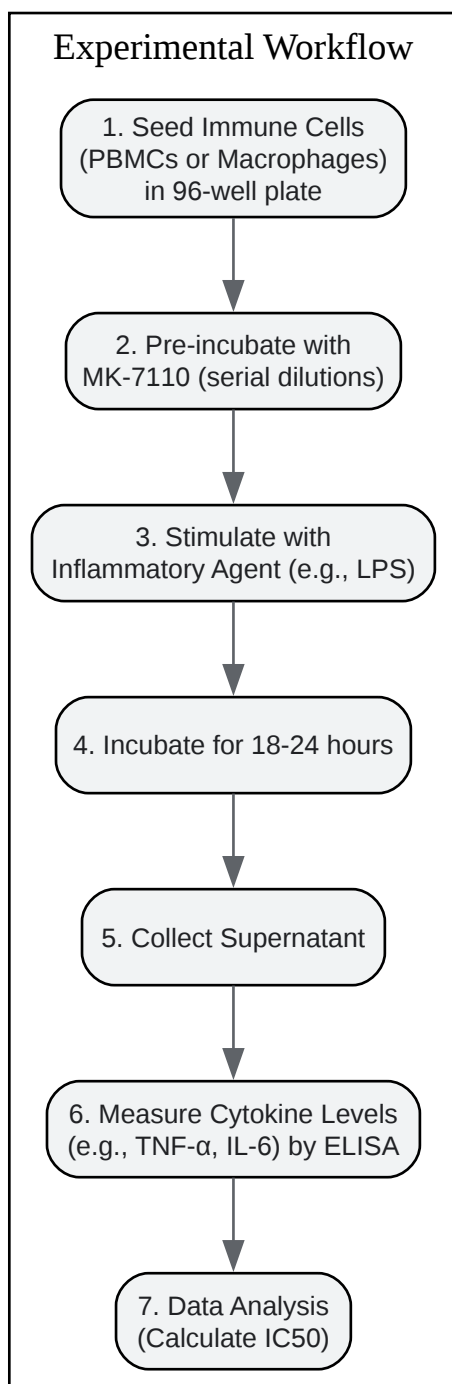 Experimental Workflow
1. Seed Immune Cells
(PBMCs or Macrophages)
in 96-well plate
2. Pre-incubate with
MK-7110 (serial dilutions)
3. Stimulate with
Inflammatory Agent (e.g., LPS)
4. Incubate for 18-24 hours
5. Collect Supernatant
6. Measure Cytokine Levels
(e.g., TNF-α, IL-6) by ELISA
7. Data Analysis
(Calculate IC50)